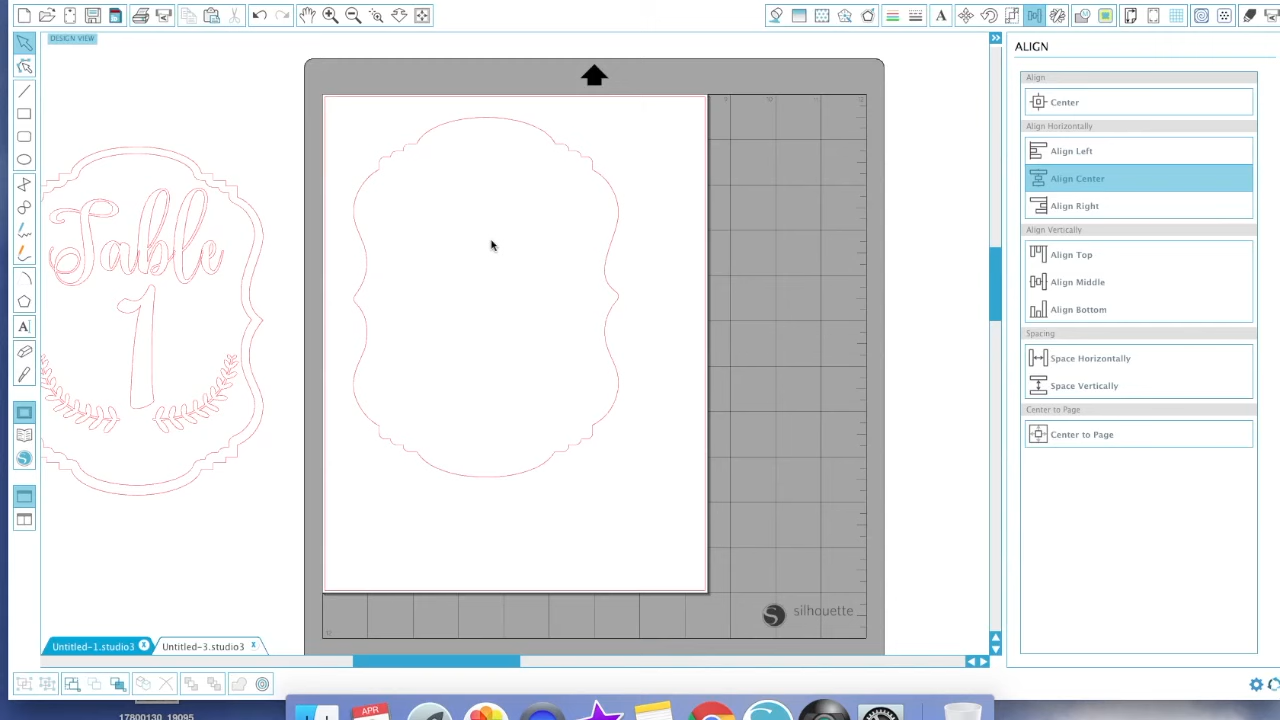 DESIGN VIEW
ALIGN
Align
Center
Align Horizontally
Align Left
Align Center
Align Right
Align Vertically
Align Top
Align Middle
Align Bottom
Spacing
Space Horizontally
Space Vertically
Center to Page
Center to Page
Table
1
silhouette
Untitled-1.studio3
Untitled-3.studio3
APR
17800130_19095